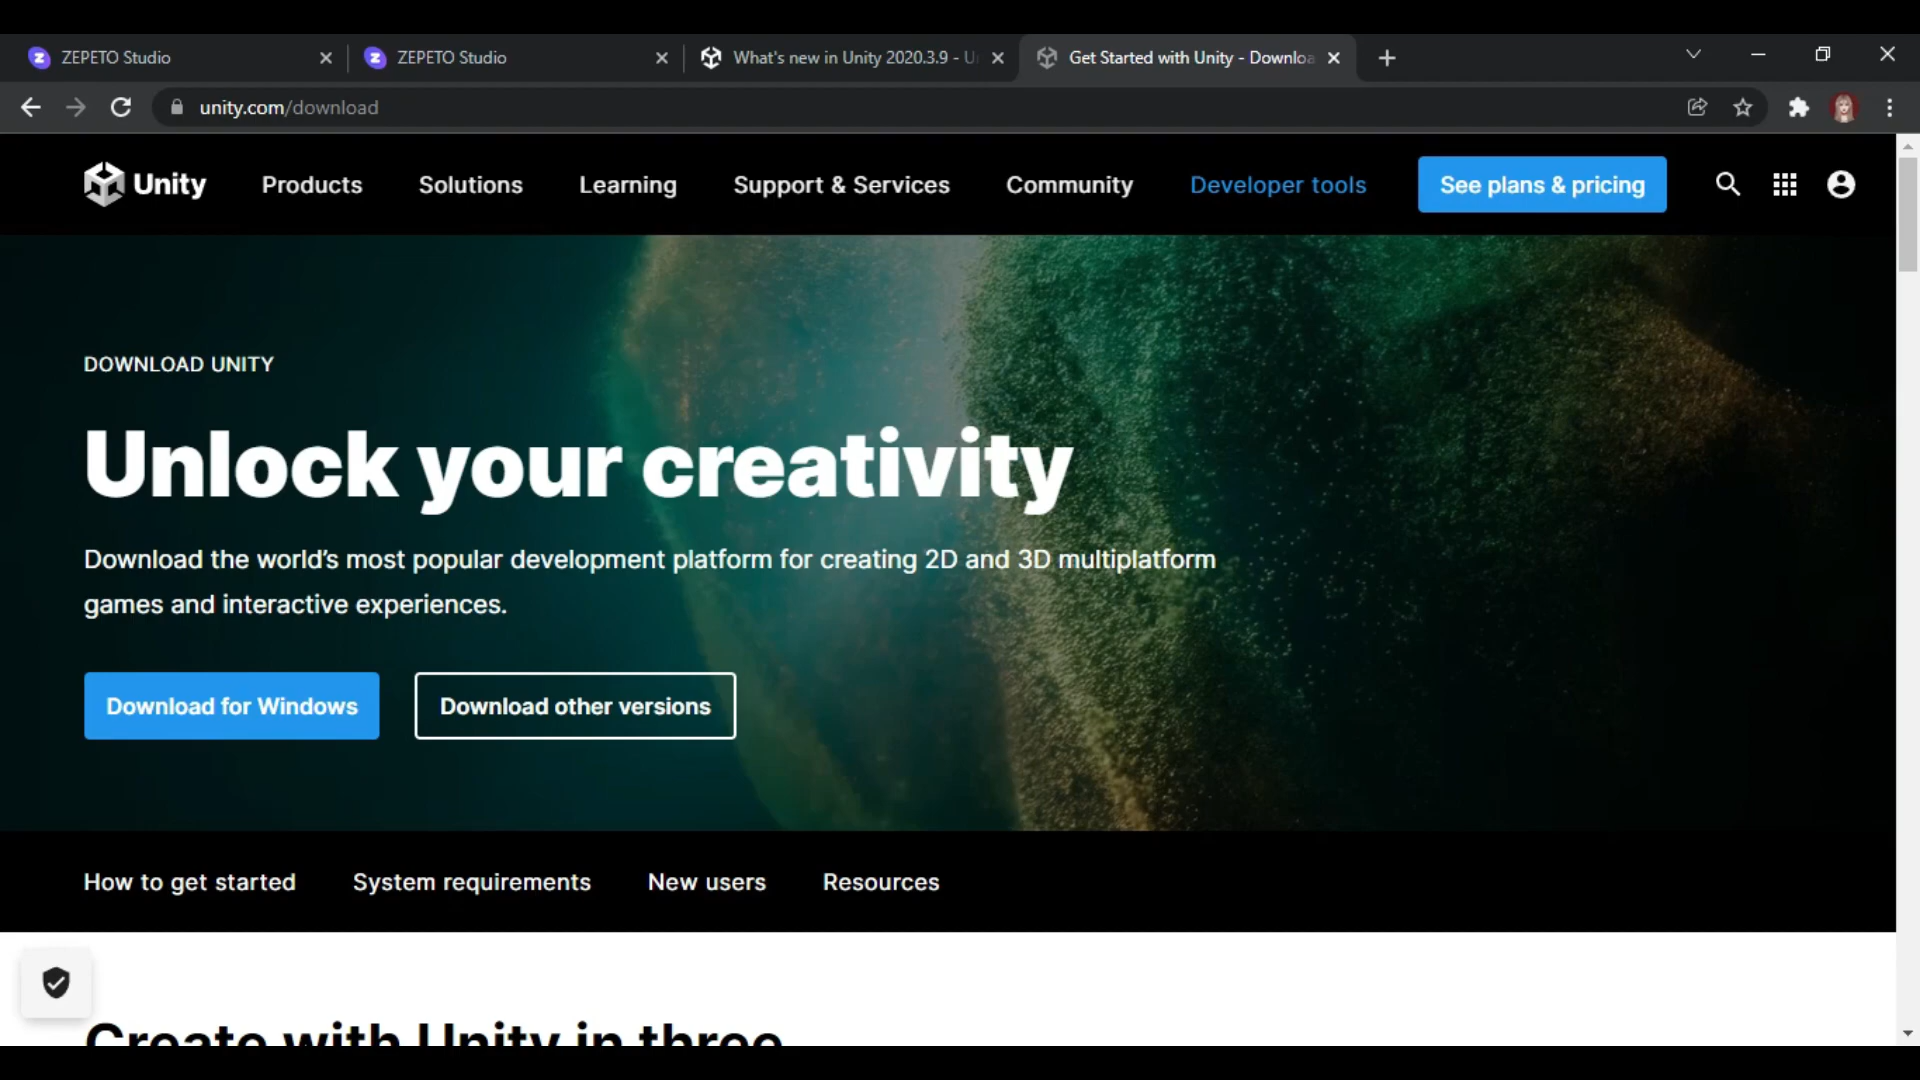 ZEPETO Studio
ZEPETO Studio
What's new in Unity 2020.3.9 - U
Get Started with Unity - Downloa
unity.com/download
Unity
Products
Solutions
Learning
Support & Services
Community
Developer tools
See plans & pricing
DOWNLOAD UNITY
Unlock your creativity
Download the world’s most popular development platform for creating 2D and 3D multiplatform
games and interactive experiences.
Download for Windows
Download other versions
How to get started
System requirements
New users
Resources
Create with Unity in three